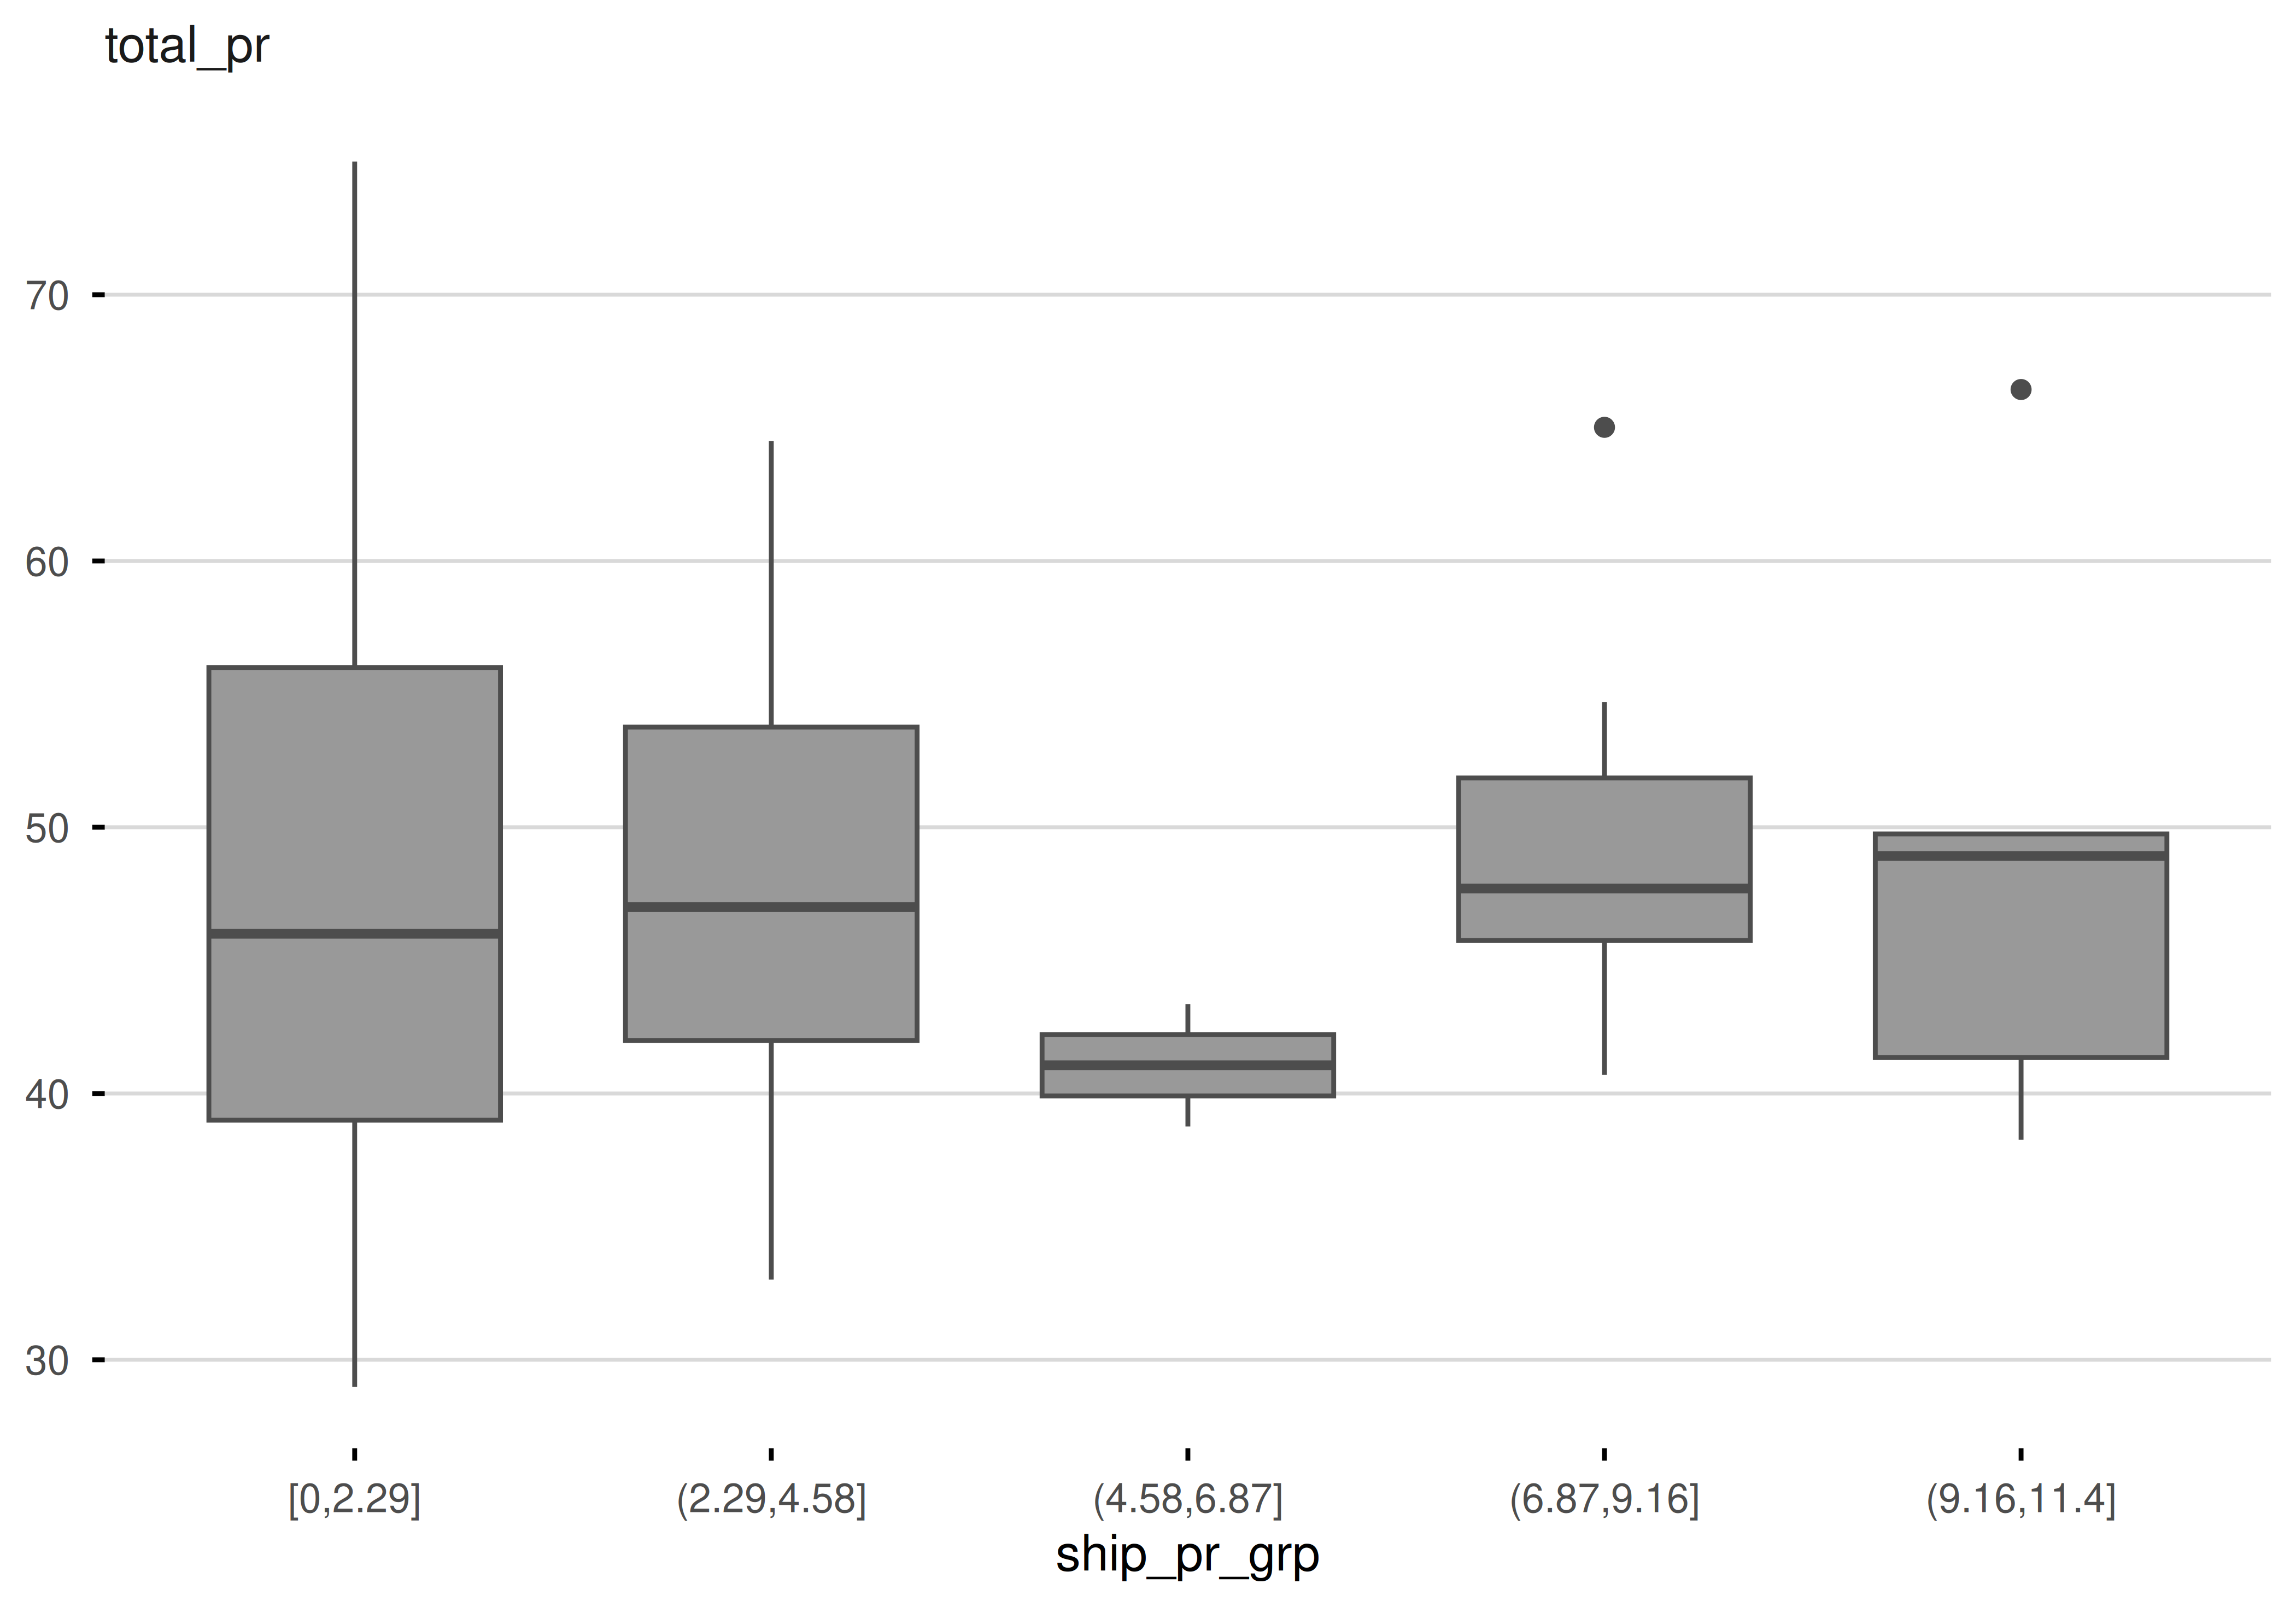 total_pr
70
60
50
40
30
[0,2.29] (2.29,4.58] (4.58,6.87] (6.87,9.16] (9.16,11.4]
ship_pr_grp